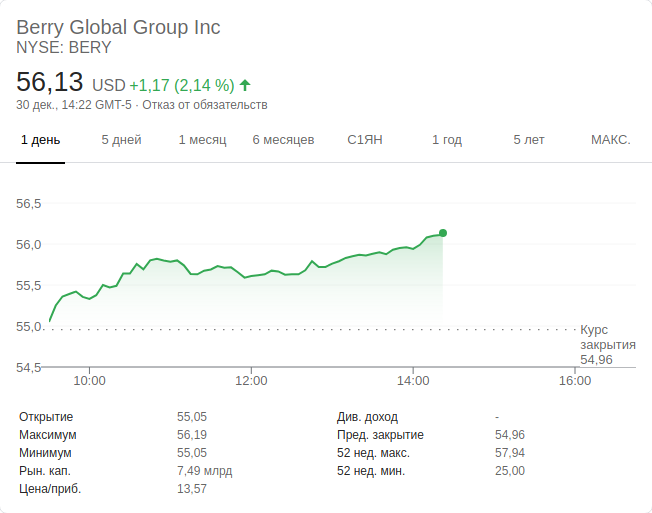 Berry Global Group Inc
NYSE: BERY
56,13 USD +1,17 (2,14 %)
30 дек., 14:22 GMT-5 · Отказ от обязательств
1 день 5 дней 1 месяц 6 месяцев С1ЯН 1 год 5 лет МАКС.
56,5
56,0
55,5
55,0
54,5
Курс
закрытия
54,96
10:00 12:00 14:00 16:00
Открытие 55,05 Див. доход -
Максимум 56,19 Пред. закрытие 54,96
Минимум 55,05 52 нед. макс. 57,94
Рын. кап. 7,49 млрд 52 нед. мин. 25,00
Цена/приб. 13,57